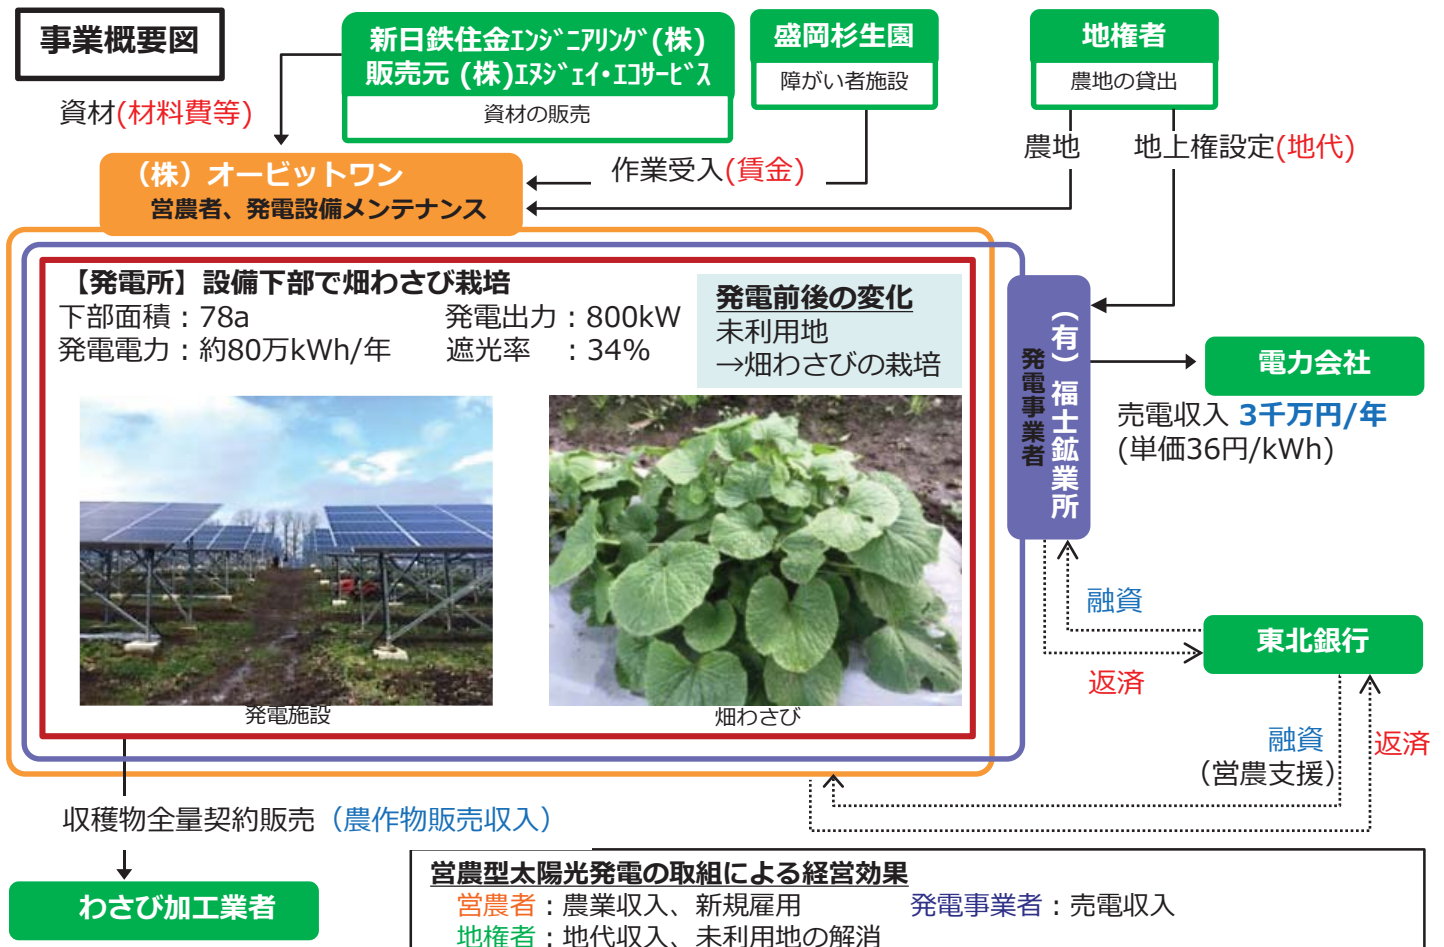 事業概要図
新日鉄住金ｴﾝｼﾞﾆｱﾘﾝｸﾞ(株)
販売元 (株)ｴﾇｼﾞｪｲ・ｴｺｻｰﾋﾞｽ
資材の販売
盛岡杉生園
障がい者施設
地権者
農地の貸出
資材(材料費等)
作業受入(賃金)
農地
地上権設定(地代)
（株）オービットワン
営農者、発電設備メンテナンス
【発電所】設備下部で畑わさび栽培
下部面積：78a
発電出力：800kW
発電電力：約80万kWh/年
遮光率　：34%
発電前後の変化
未利用地
→畑わさびの栽培
発電施設
畑わさび
（有）福士鉱業所
発電事業者
電力会社
売電収入 3千万円/年
(単価36円/kWh)
融資
返済
東北銀行
融資
（営農支援）
返済
収穫物全量契約販売（農作物販売収入）
わさび加工業者
営農型太陽光発電の取組による経営効果
営農者：農業収入、新規雇用
発電事業者：売電収入
地権者：地代収入、未利用地の解消